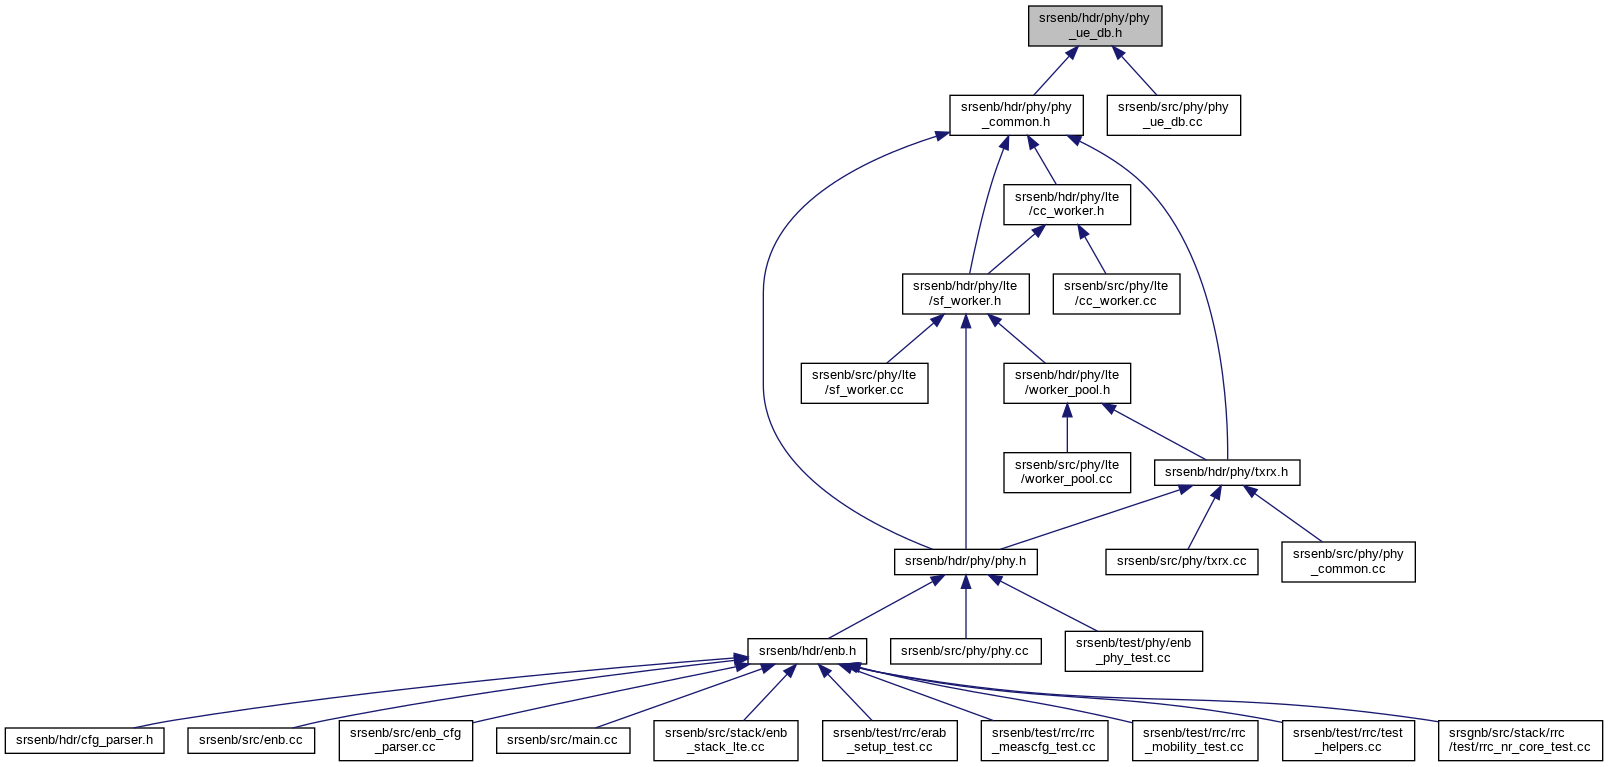 srsenb/hdr/phy/phy
_ue_db.h
srsenb/hdr/phy/phy
_common.h
srsenb/src/phy/phy
_ue_db.cc
srsenb/hdr/phy/lte
/cc_worker.h
srsenb/hdr/phy/lte
/sf_worker.h
srsenb/src/phy/lte
/cc_worker.cc
srsenb/src/phy/lte
/sf_worker.cc
srsenb/hdr/phy/lte
/worker_pool.h
srsenb/src/phy/lte
/worker_pool.cc
srsenb/hdr/phy/txrx.h
srsenb/hdr/phy/phy.h
srsenb/src/phy/txrx.cc
srsenb/src/phy/phy
_common.cc
srsenb/hdr/enb.h
srsenb/src/phy/phy.cc
srsenb/test/phy/enb
_phy_test.cc
srsenb/hdr/cfg_parser.h
srsenb/src/enb.cc
srsenb/src/enb_cfg
_parser.cc
srsenb/src/main.cc
srsenb/src/stack/enb
_stack_lte.cc
srsenb/test/rrc/erab
_setup_test.cc
srsenb/test/rrc/rrc
_meascfg_test.cc
srsenb/test/rrc/rrc
_mobility_test.cc
srsenb/test/rrc/test
_helpers.cc
srsgnb/src/stack/rrc
/test/rrc_nr_core_test.cc